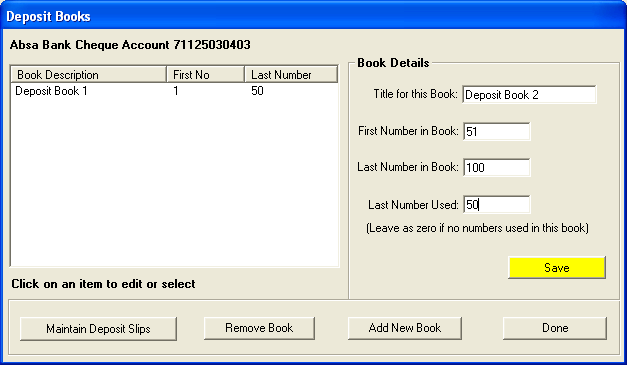 Deposit Books
Absa Bank Cheque Account 71125030403
Book Description First No Last Number
Deposit Book 1 1 50
Book Details
Title for this Book: Deposit Book 2
First Number in Book: 51
Last Number in Book: 100
Last Number Used: 50
(Leave as zero if no numbers used in this book)
Save
Click on an item to edit or select
Maintain Deposit Slips Remove Book Add New Book Done